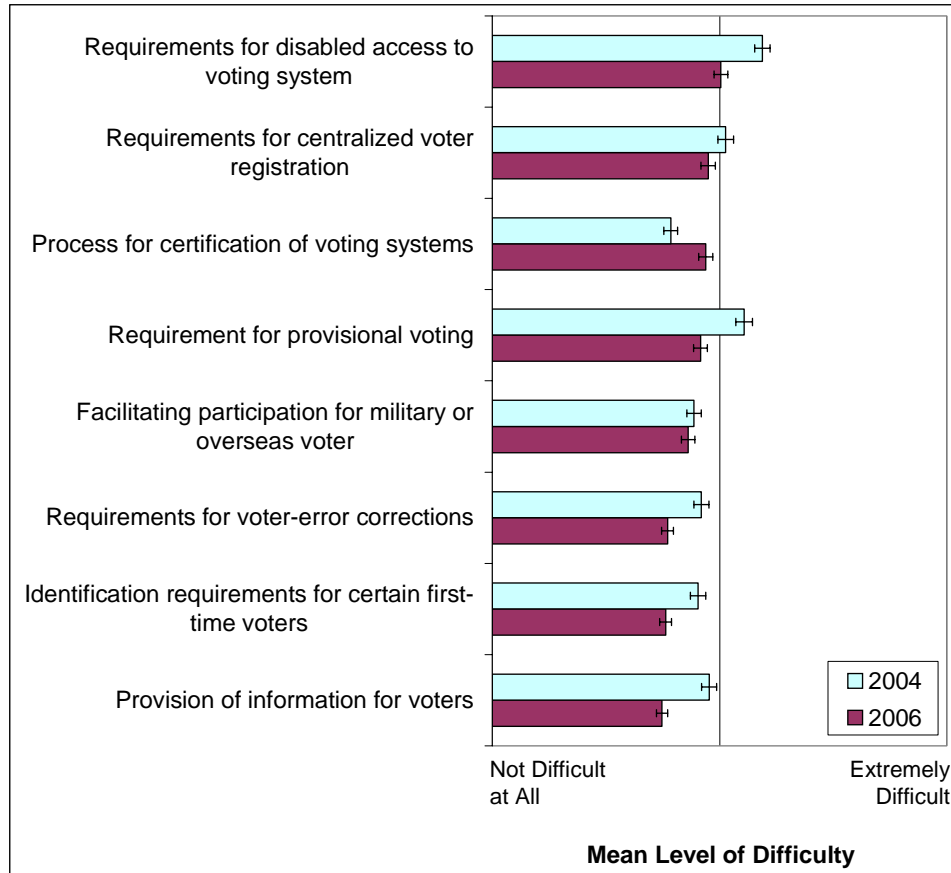 Requirements for disabled access to
voting system
Requirements for centralized voter
registration
Process for certification of voting systems
Requirement for provisional voting
Facilitating participation for military or
overseas voter
Requirements for voter-error corrections
Identification requirements for certain first-
time voters
Provision of information for voters
2004
2006
Not Difficult
at All
Extremely
Difficult
Mean Level of Difficulty